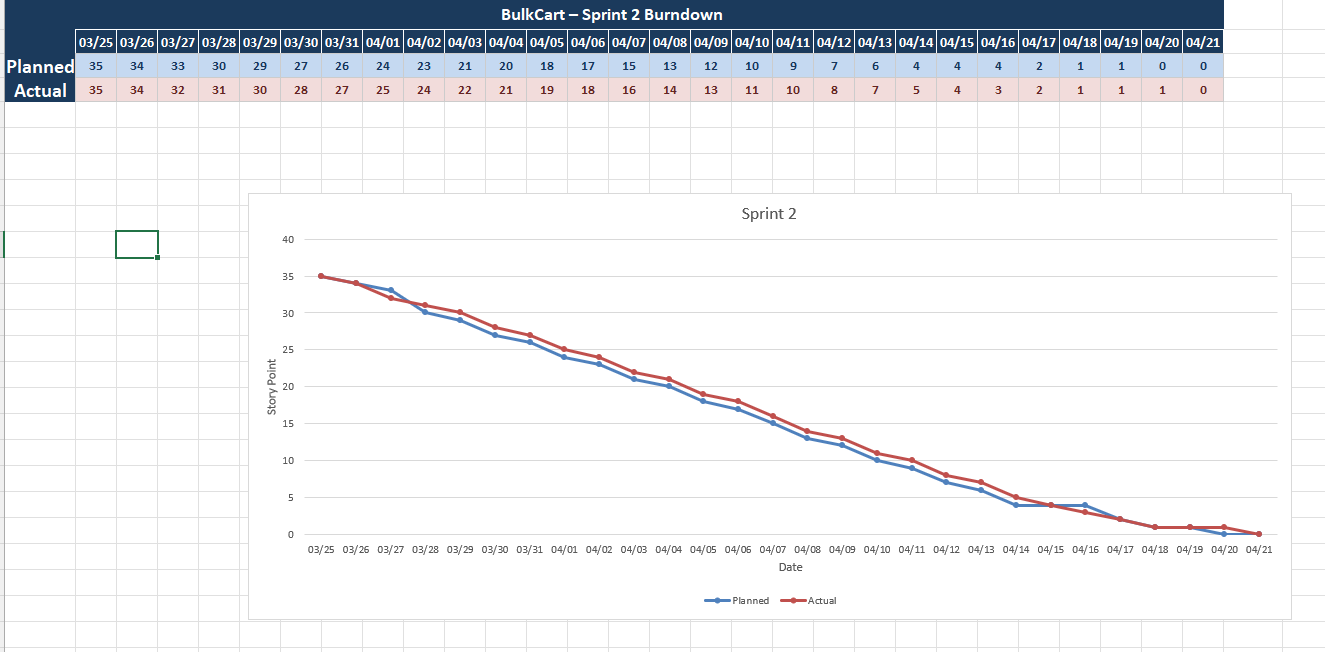 BulkCart – Sprint 2 Burndown
03/25 03/26 03/27 03/28 03/29 03/30 03/31 04/01 04/02 04/03 04/04 04/05 04/06 04/07 04/08 04/09 04/10 04/11 04/12 04/13 04/14 04/15 04/16 04/17 04/18 04/19 04/20 04/21
Planned 35 34 33 30 29 27 26 24 23 21 20 18 17 15 13 12 10 9 7 6 4 4 4 2 1 1 0 0
Actual 35 34 32 31 30 28 27 25 24 22 21 19 18 16 14 13 11 10 8 7 5 4 3 2 1 1 1 0
Sprint 2
40
35
30
25
20
15
10
5
0
Story Point
03/25 03/26 03/27 03/28 03/29 03/30 03/31 04/01 04/02 04/03 04/04 04/05 04/06 04/07 04/08 04/09 04/10 04/11 04/12 04/13 04/14 04/15 04/16 04/17 04/18 04/19 04/20 04/21
Date
Planned Actual